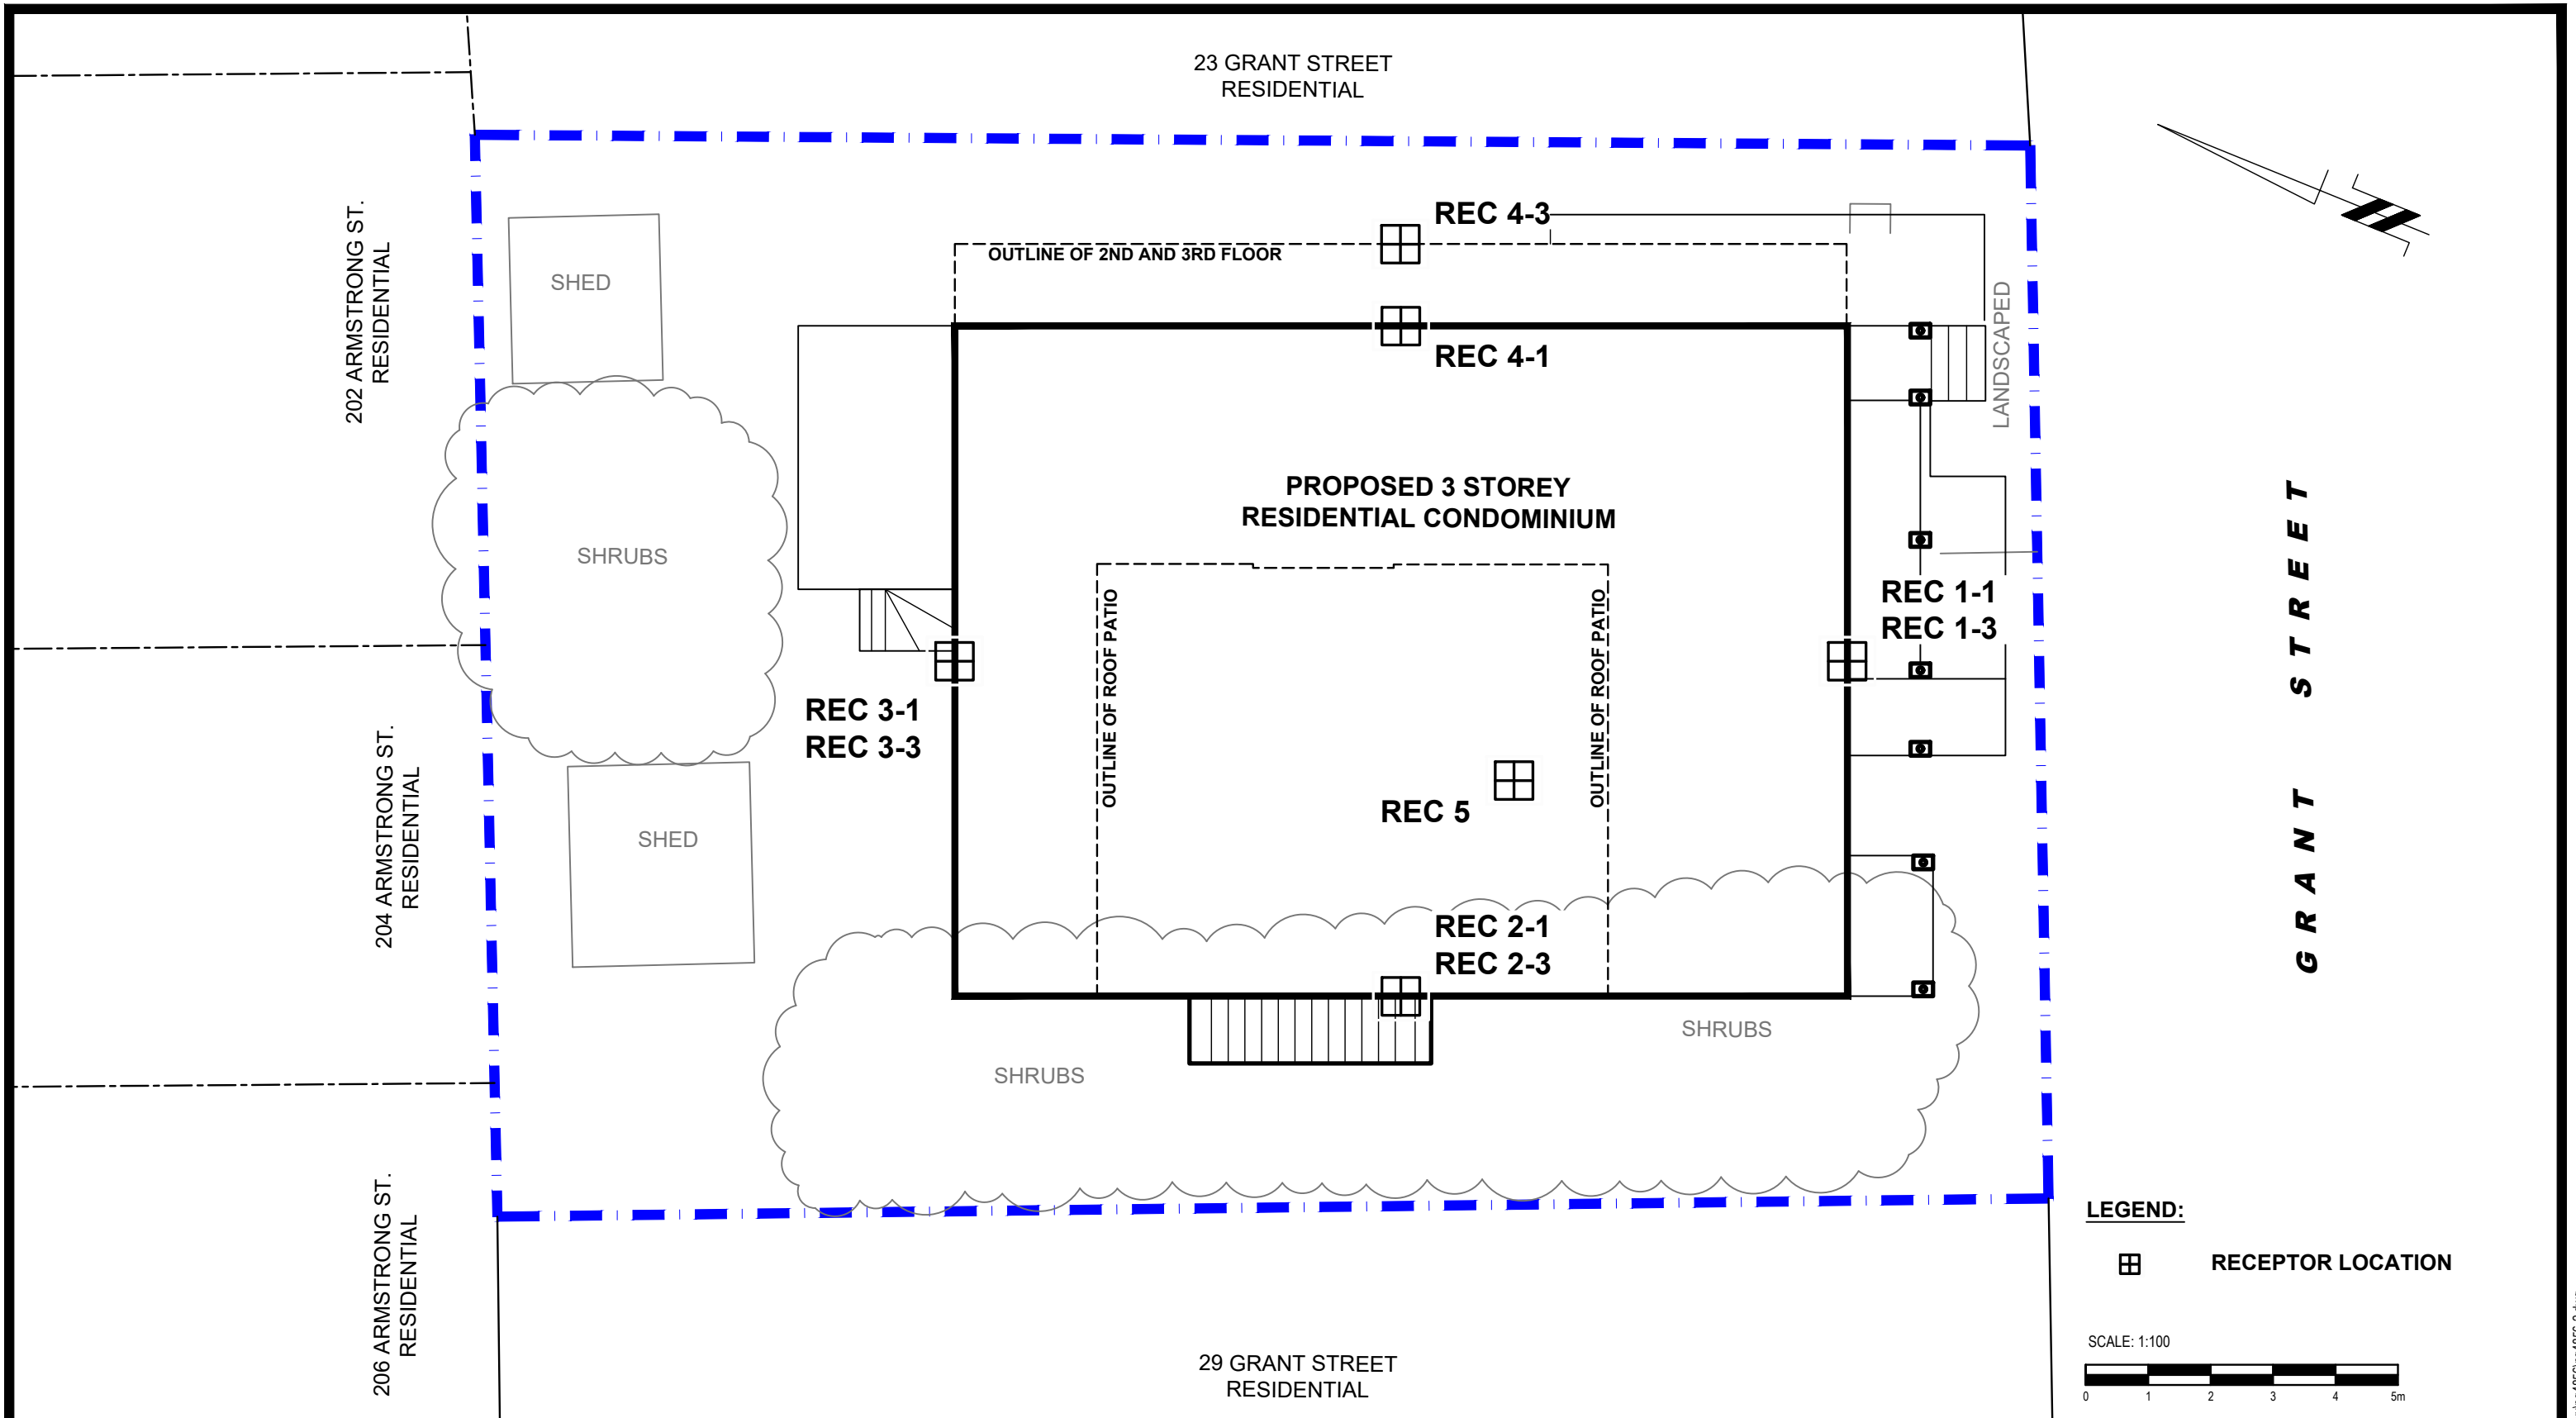 23 GRANT STREET
RESIDENTIAL
202 ARMSTRONG ST.
RESIDENTIAL
SHED
REC 4-3
OUTLINE OF 2ND AND 3RD FLOOR
REC 4-1
LANDSCAPED
PROPOSED 3 STOREY
RESIDENTIAL CONDOMINIUM
SHRUBS
OUTLINE OF ROOF PATIO
OUTLINE OF ROOF PATIO
REC 1-1
REC 1-3
GRANT STREET
REC 3-1
REC 3-3
204 ARMSTRONG ST.
RESIDENTIAL
SHED
REC 5
REC 2-1
REC 2-3
SHRUBS
SHRUBS
206 ARMSTRONG ST.
RESIDENTIAL
29 GRANT STREET
RESIDENTIAL
LEGEND:
RECEPTOR LOCATION
SCALE: 1:100
0 1 2 3 4 5m